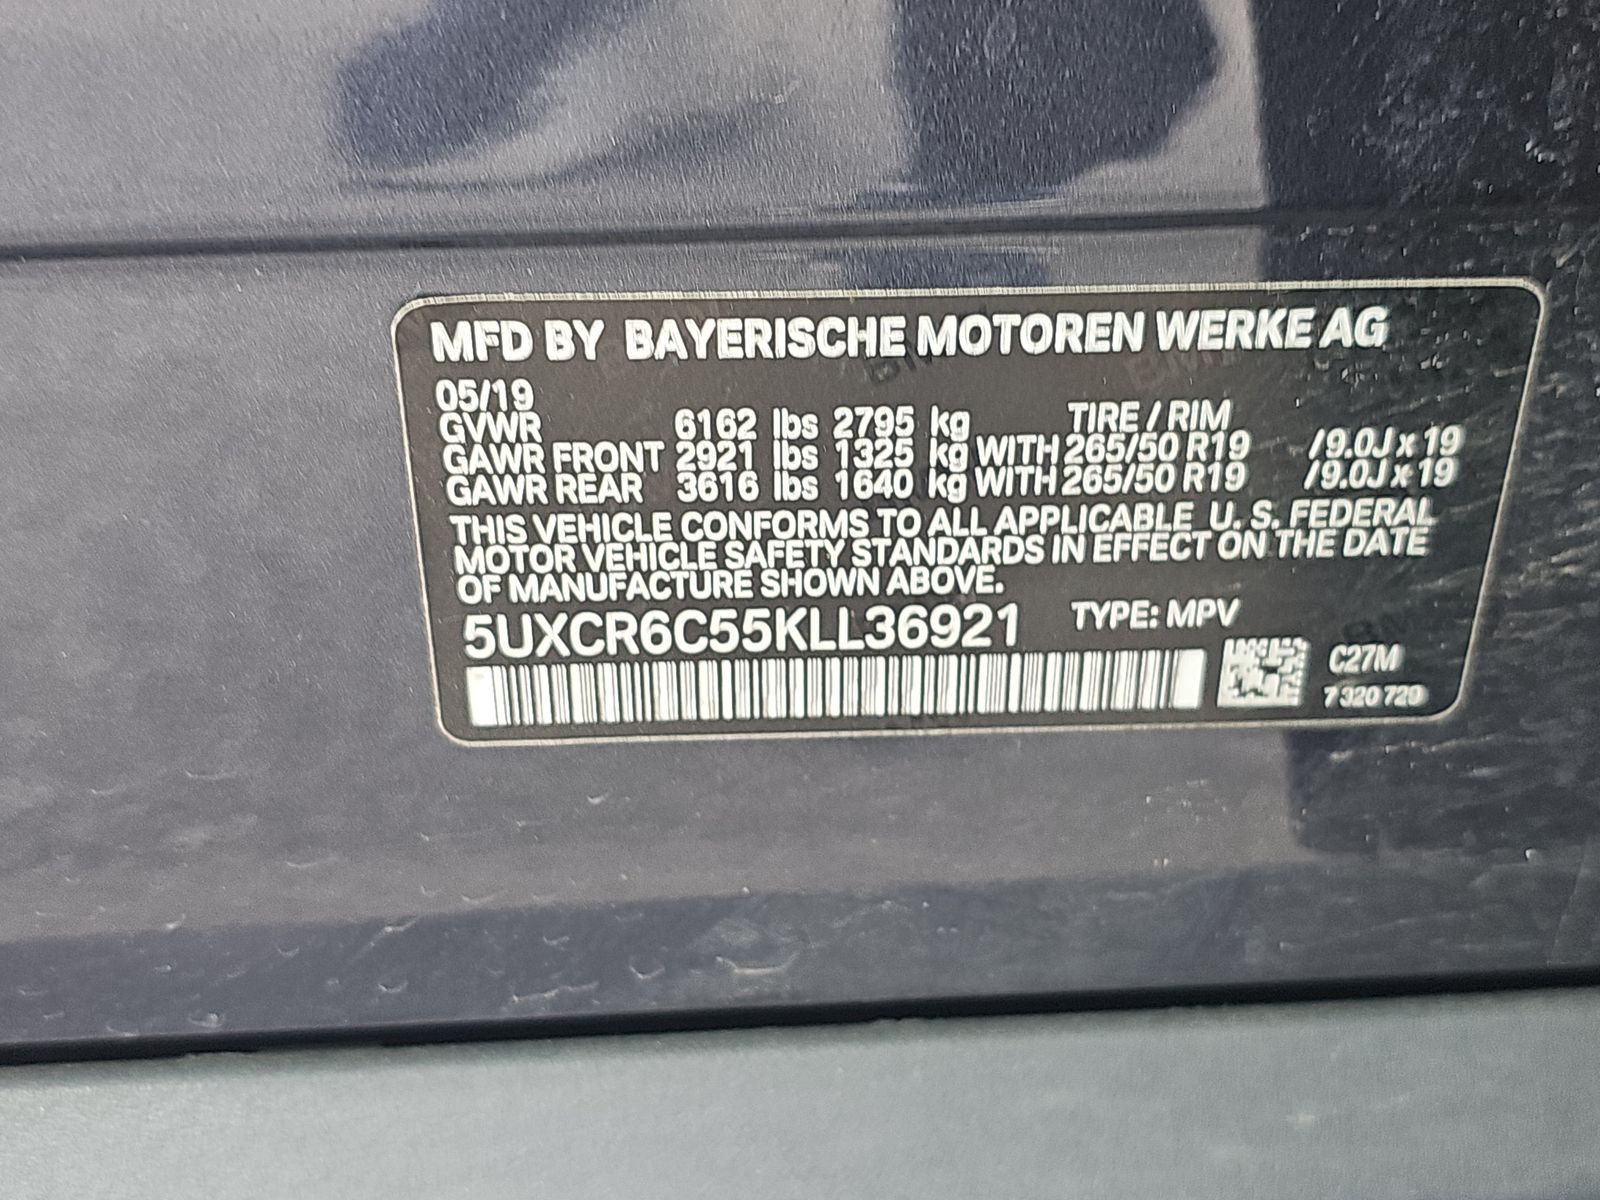 MFD BY BAYERISCHE MOTOREN WERKE AG
05/19
GVWR 6162 lbs 2795 kg TIRE / RIM
GAWR FRONT 2921 lbs 1325 kg WITH 265/50 R19 /9.0J x 19
GAWR REAR 3616 lbs 1640 kg WITH 265/50 R19 /9.0J x 19
THIS VEHICLE CONFORMS TO ALL APPLICABLE U. S. FEDERAL
MOTOR VEHICLE SAFETY STANDARDS IN EFFECT ON THE DATE
OF MANUFACTURE SHOWN ABOVE.
5UXCR6C55KLL36921 TYPE: MPV
C27M
7 320 720